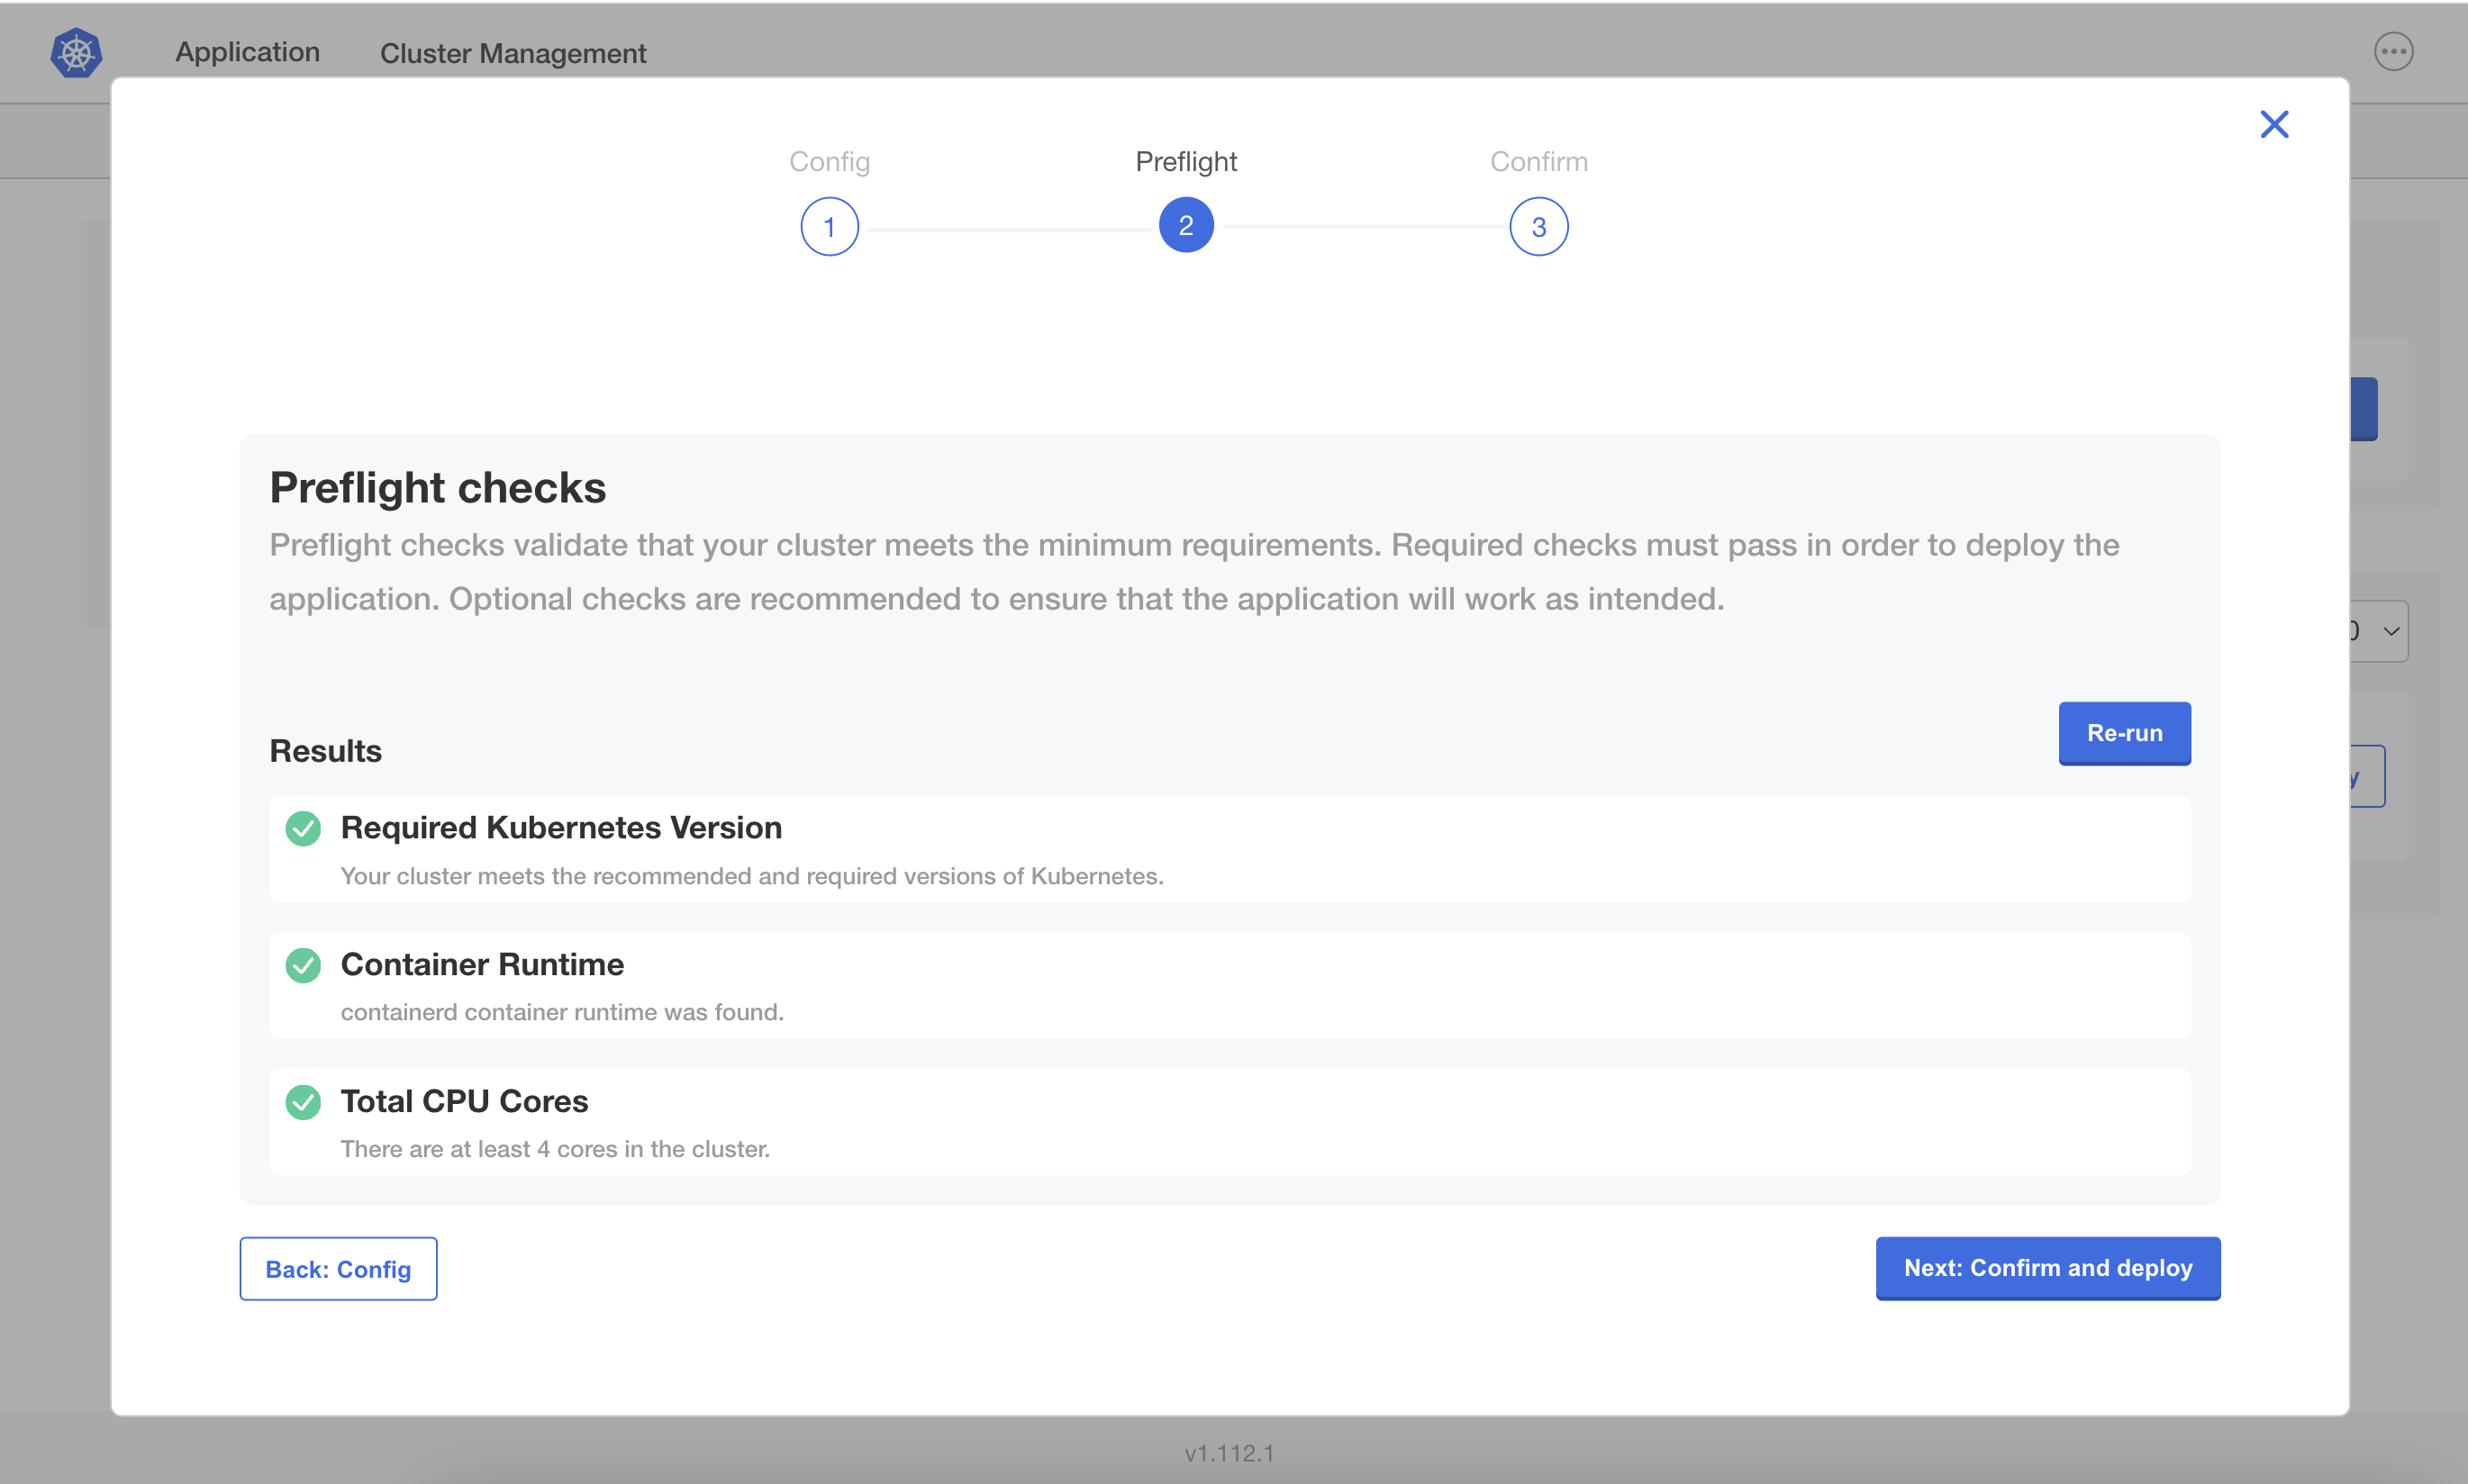 Application Cluster Management
Config Preflight Confirm
1 2 3
Preflight checks
Preflight checks validate that your cluster meets the minimum requirements. Required checks must pass in order to deploy the
application. Optional checks are recommended to ensure that the application will work as intended.
Re-run
Results
Required Kubernetes Version
Your cluster meets the recommended and required versions of Kubernetes.
Container Runtime
containerd container runtime was found.
Total CPU Cores
There are at least 4 cores in the cluster.
Back: Config Next: Confirm and deploy
v1.112.1